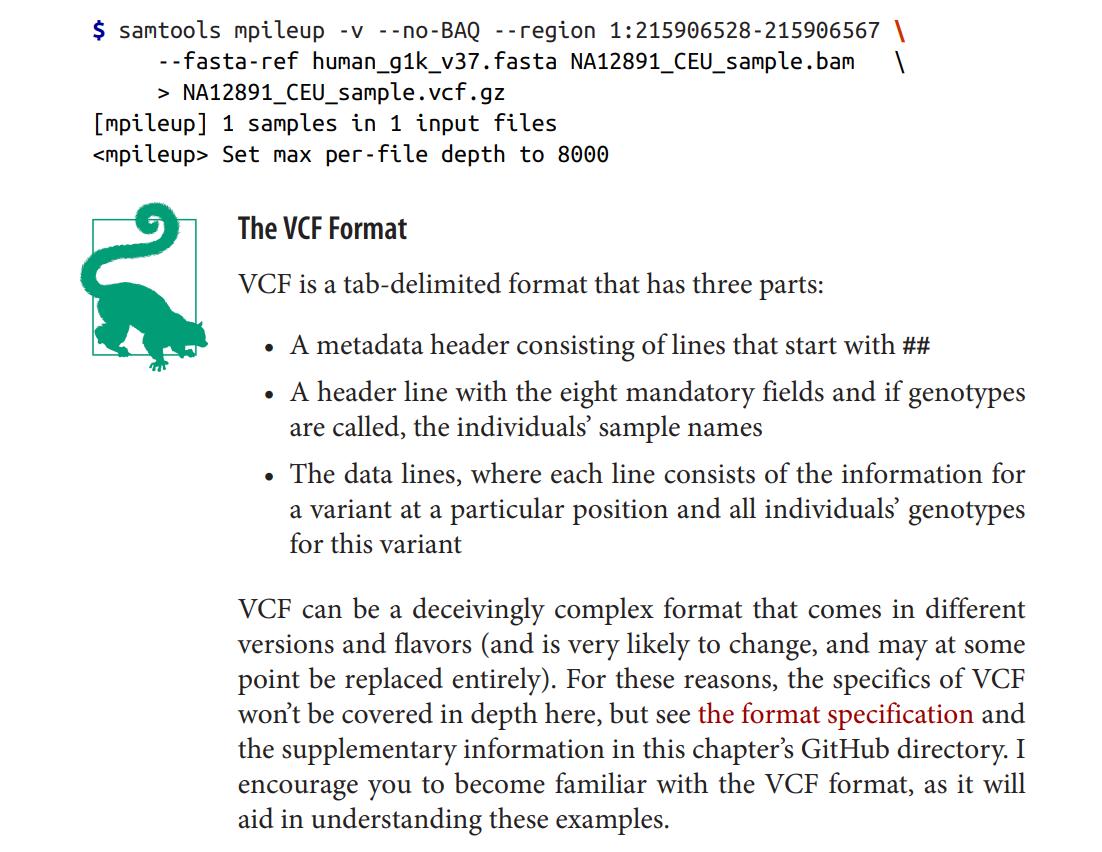 $ samtools mpileup -v --no-BAQ --region 1:215906528-215906567 \
--fasta-ref human_g1k_v37.fasta NA12891_CEU_sample.bam \
> NA12891_CEU_sample.vcf.gz
[mpileup] 1 samples in 1 input files
<mpileup> Set max per-file depth to 8000
The VCF Format
VCF is a tab-delimited format that has three parts:
• A metadata header consisting of lines that start with ##
• A header line with the eight mandatory fields and if genotypes
are called, the individuals’ sample names
• The data lines, where each line consists of the information for
a variant at a particular position and all individuals’ genotypes
for this variant
VCF can be a deceivingly complex format that comes in different
versions and flavors (and is very likely to change, and may at some
point be replaced entirely). For these reasons, the specifics of VCF
won’t be covered in depth here, but see the format specification and
the supplementary information in this chapter’s GitHub directory. I
encourage you to become familiar with the VCF format, as it will
aid in understanding these examples.